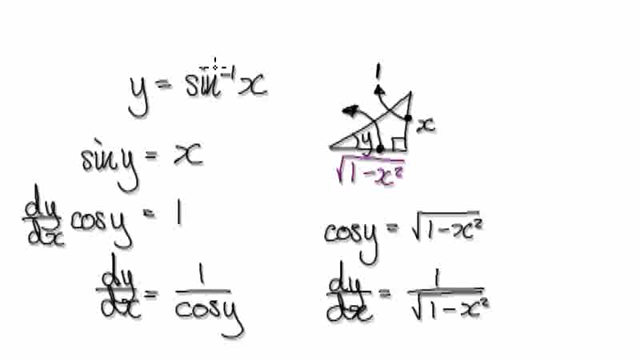 y = sin⁻¹x
sin y = x
dy/dx cos y = 1
dy/dx = 1/cos y
1
x
y
√(1-x²)
cos y = √(1-x²)
dy/dx = 1/√(1-x²)